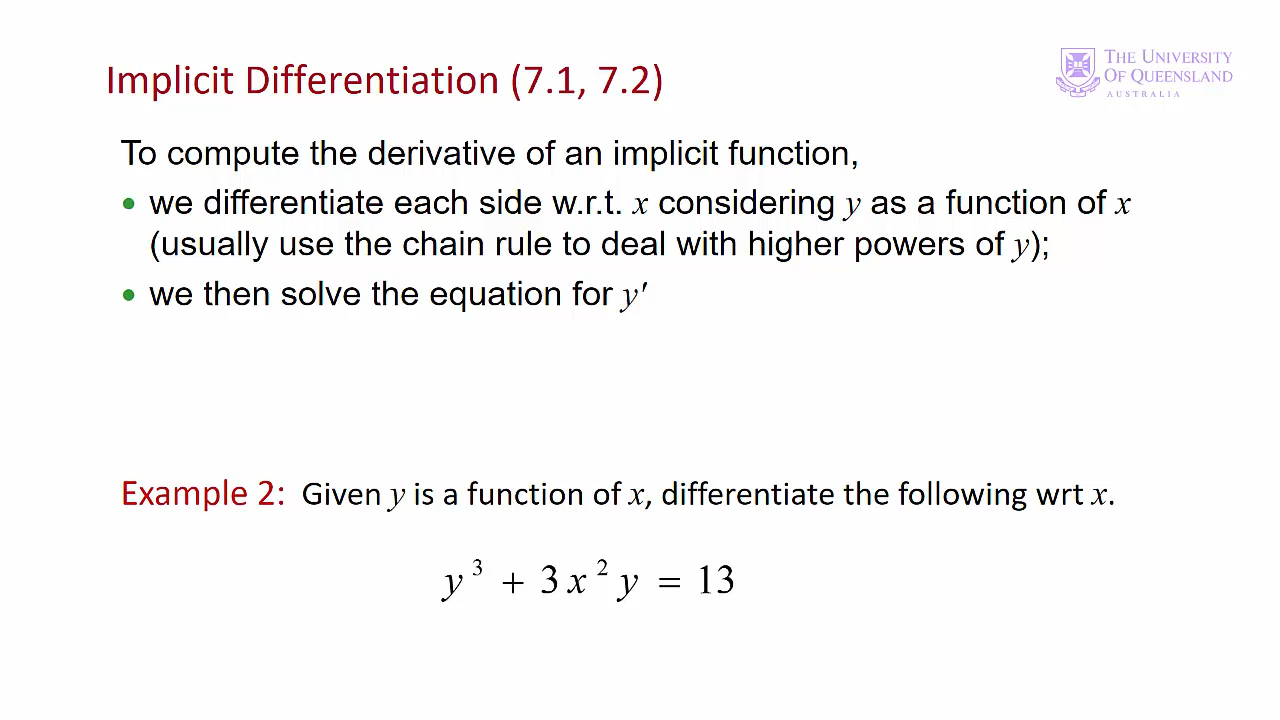 Implicit Differentiation (7.1, 7.2)
THE UNIVERSITY
OF QUEENSLAND
AUSTRALIA
To compute the derivative of an implicit function,
• we differentiate each side w.r.t. x considering y as a function of x
(usually use the chain rule to deal with higher powers of y);
• we then solve the equation for y′
Example 2: Given y is a function of x, differentiate the following wrt x.
y³ + 3x²y = 13